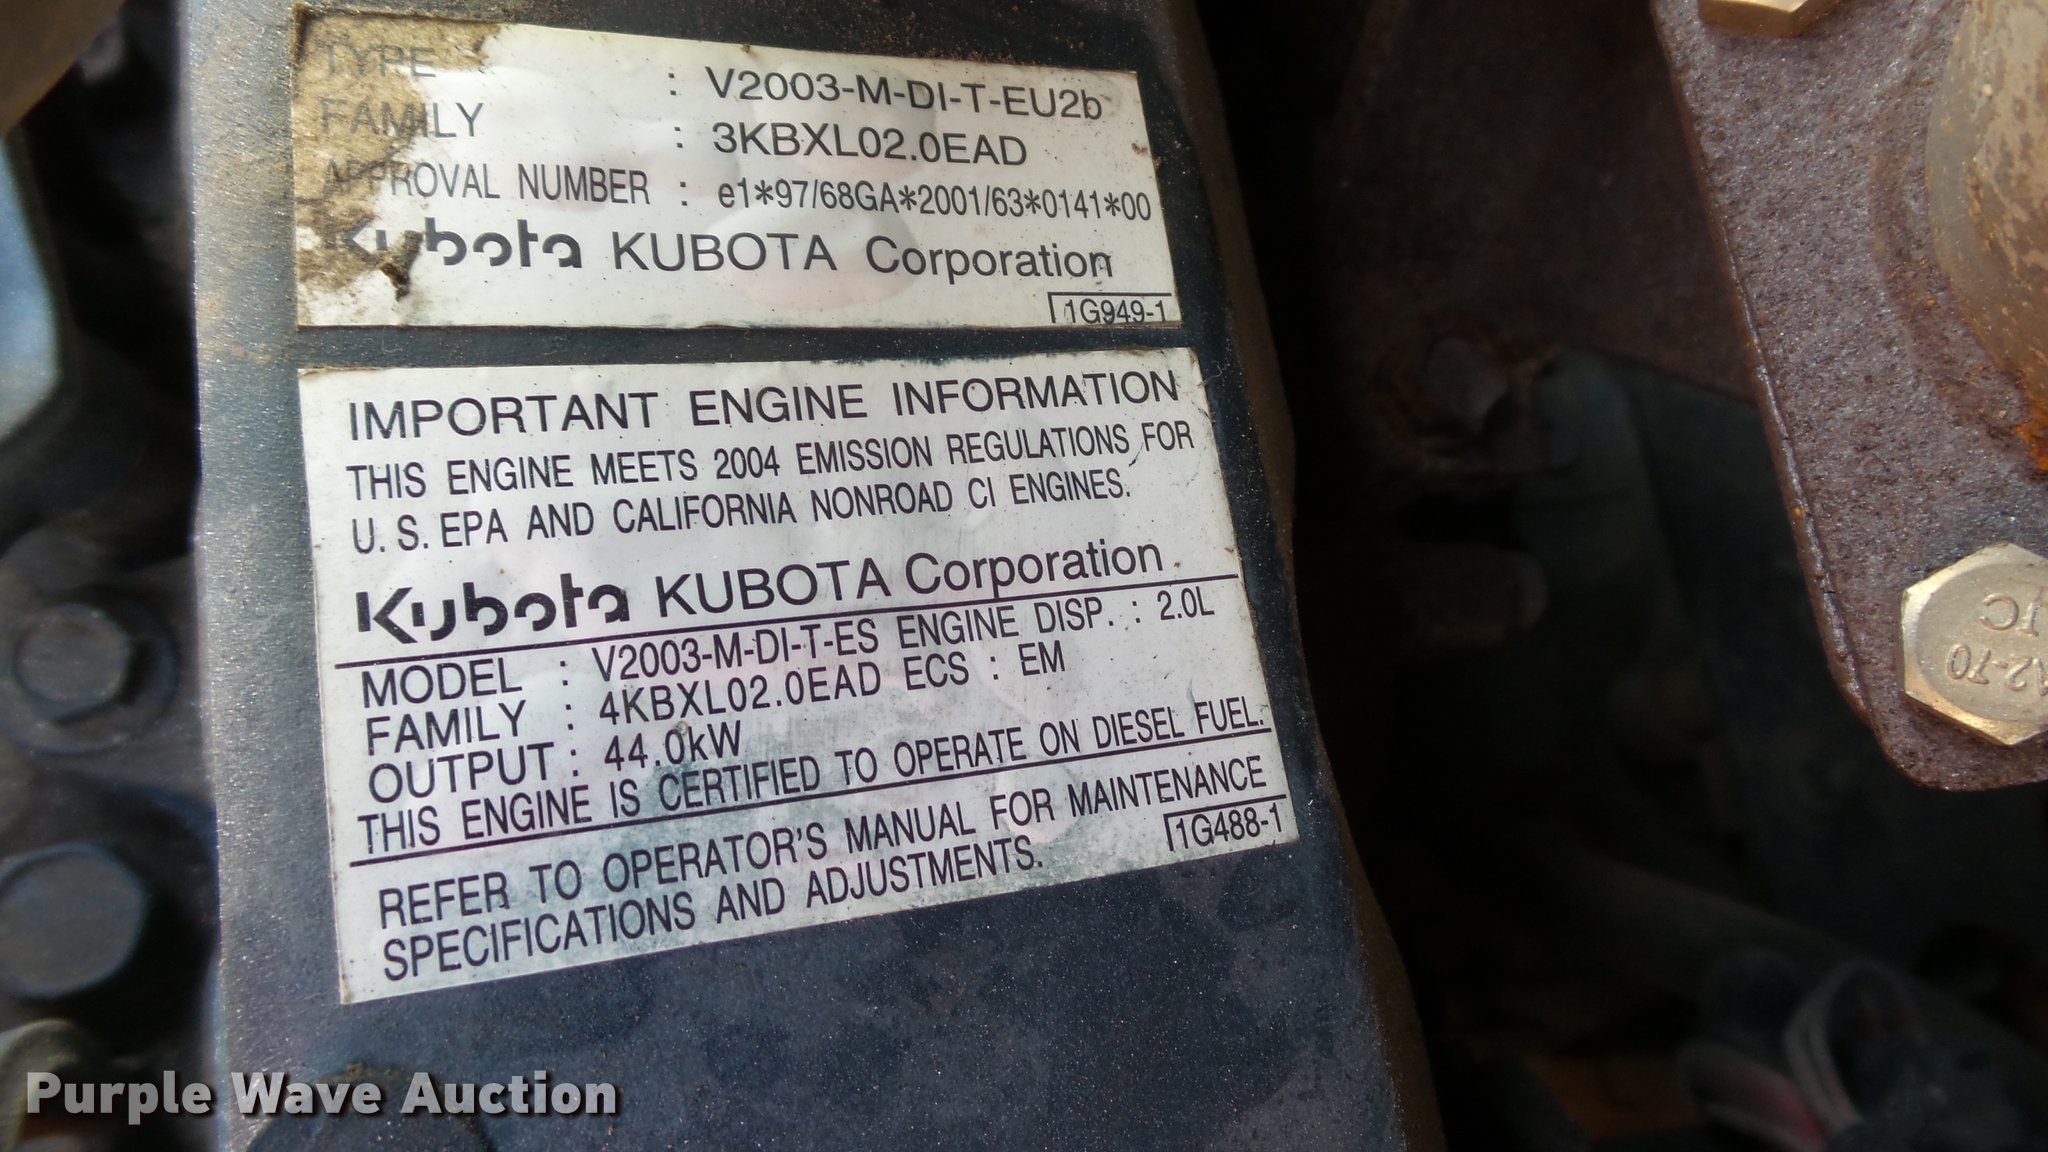 TYPE : V2003-M-DI-T-EU2b
FAMILY : 3KBXL02.0EAD
APPROVAL NUMBER : e1*97/68GA*2001/63*0141*00
Kubota KUBOTA Corporation
1G949-1
IMPORTANT ENGINE INFORMATION
THIS ENGINE MEETS 2004 EMISSION REGULATIONS FOR
U. S. EPA AND CALIFORNIA NONROAD CI ENGINES.
Kubota KUBOTA Corporation
MODEL : V2003-M-DI-T-ES ENGINE DISP. : 2.0L
FAMILY : 4KBXL02.0EAD ECS : EM
OUTPUT : 44.0kW
THIS ENGINE IS CERTIFIED TO OPERATE ON DIESEL FUEL.
REFER TO OPERATOR'S MANUAL FOR MAINTENANCE
SPECIFICATIONS AND ADJUSTMENTS.
1G488-1
A2-70
Purple Wave Auction